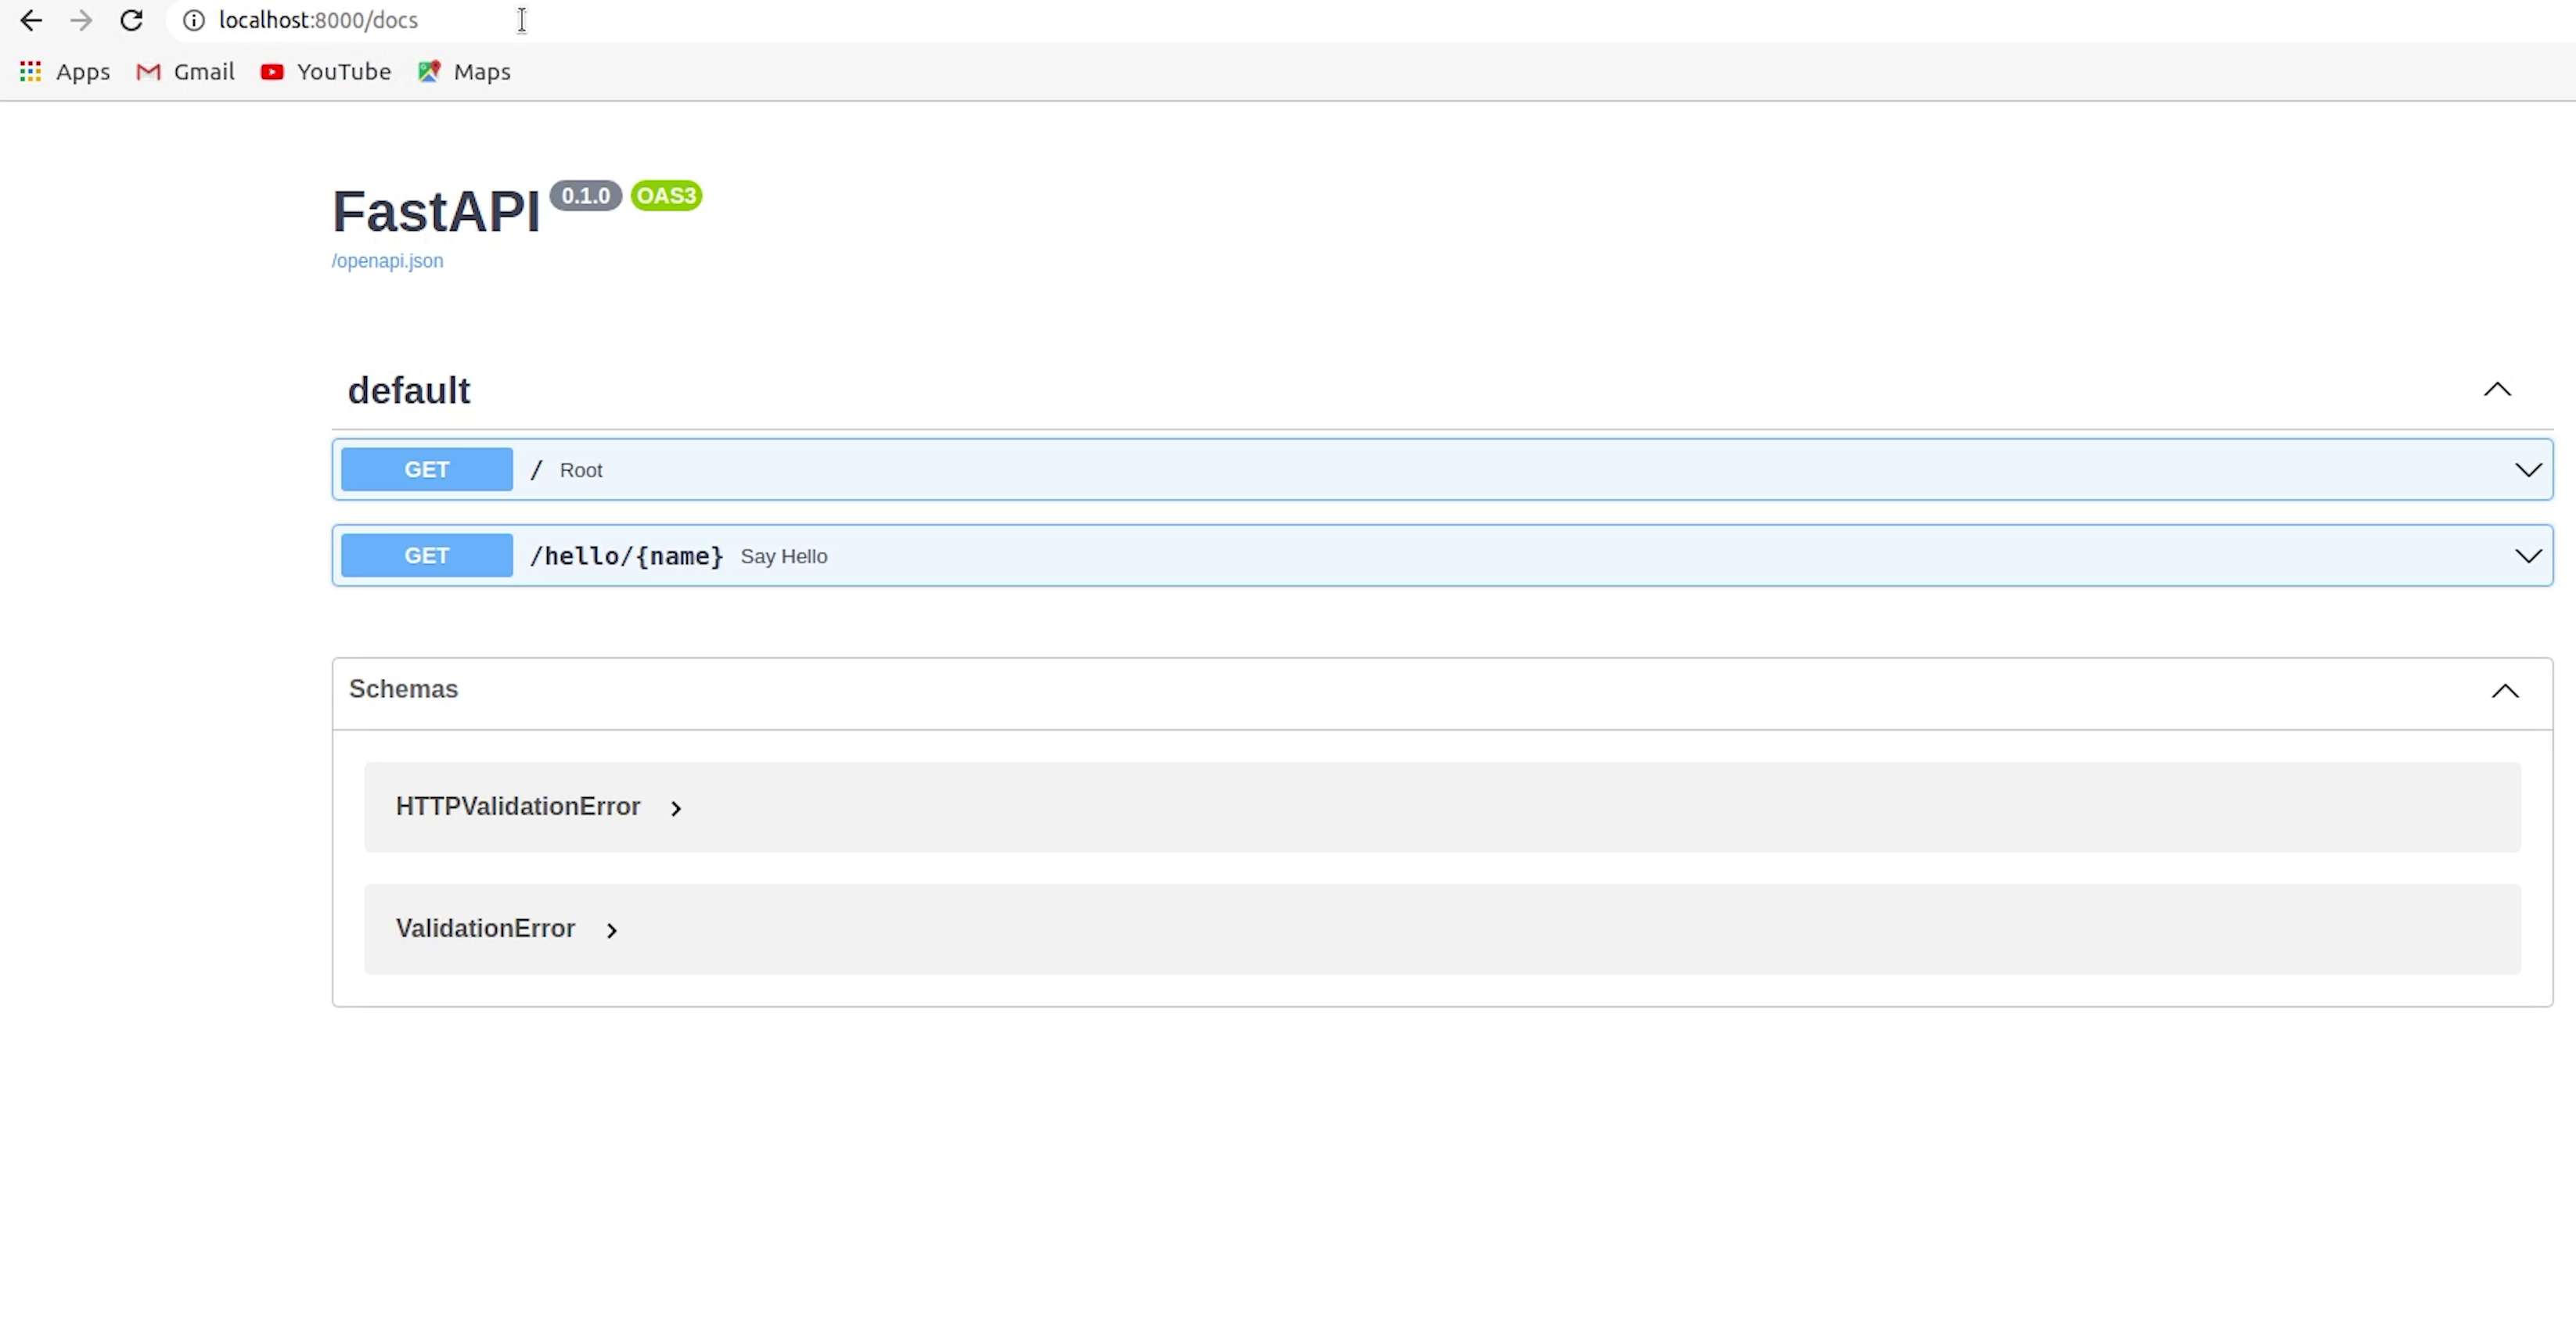 localhost:8000/docs
Apps Gmail YouTube Maps
FastAPI 0.1.0 OAS3
/openapi.json
default
GET / Root
GET /hello/{name} Say Hello
Schemas
HTTPValidationError
ValidationError